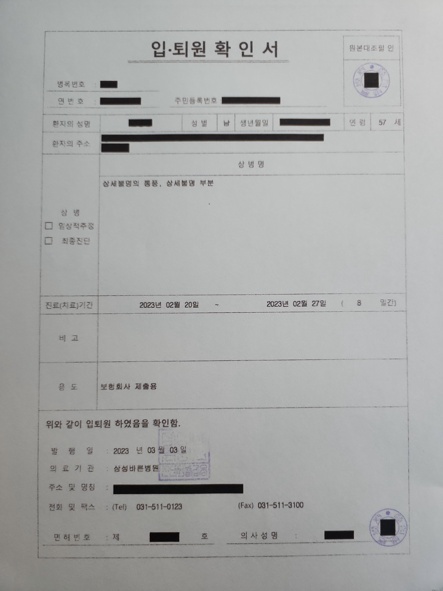 입·퇴원 확 인 서
원본대조필 인
병록번호 :
연 번 호 : 주민등록번호
환자의 성명 성 별 남 생년월일 연 령 57 세
환자의 주소
상 병 명
상세불명의 통풍, 상세불명 부분
상 병
□ 임상적추정
□ 최종진단
진료(치료)기간 2023년 02월 20일 - 2023년 02월 27일 ( 8 일간)
비 고
용 도 보험회사 제출용
위와 같이 입퇴원 하였음을 확인함.
발 행 일 : 2023 년 03 월 03 일
의 료 기 관 : 삼성바른병원
주소 및 명칭 :
전화 및 팩스 : (Tel) 031-511-0123 (Fax) 031-511-3100
면허번호 : 제 호 의사성명 :